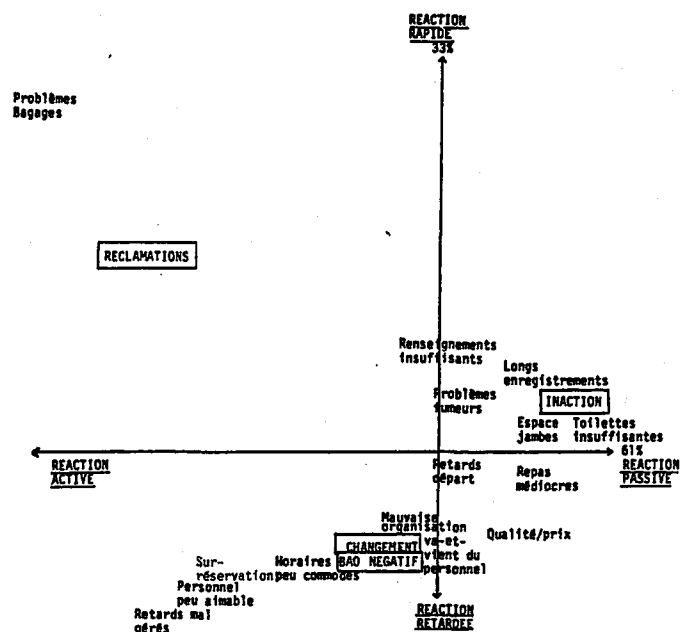 REACTION
RAPIDE
33%
Problèmes
Bagages
RECLAMATIONS
Renseignements
insuffisants
Longs
enregistrements
Problèmes
fumeurs
INACTION
Espace
jambes
Toilettes
insuffisantes
61%
REACTION
ACTIVE
REACTION
PASSIVE
Retards
départ
Repas
médiocres
Mauvaise
organisation
Qualité/prix
va-et-
vient du
personnel
CHANGEMENT
BAO NEGATIF
Sur-
réservation
Horaires
peu commodes
Personnel
peu aimable
Retards mal
gérés
REACTION
RETARDEE